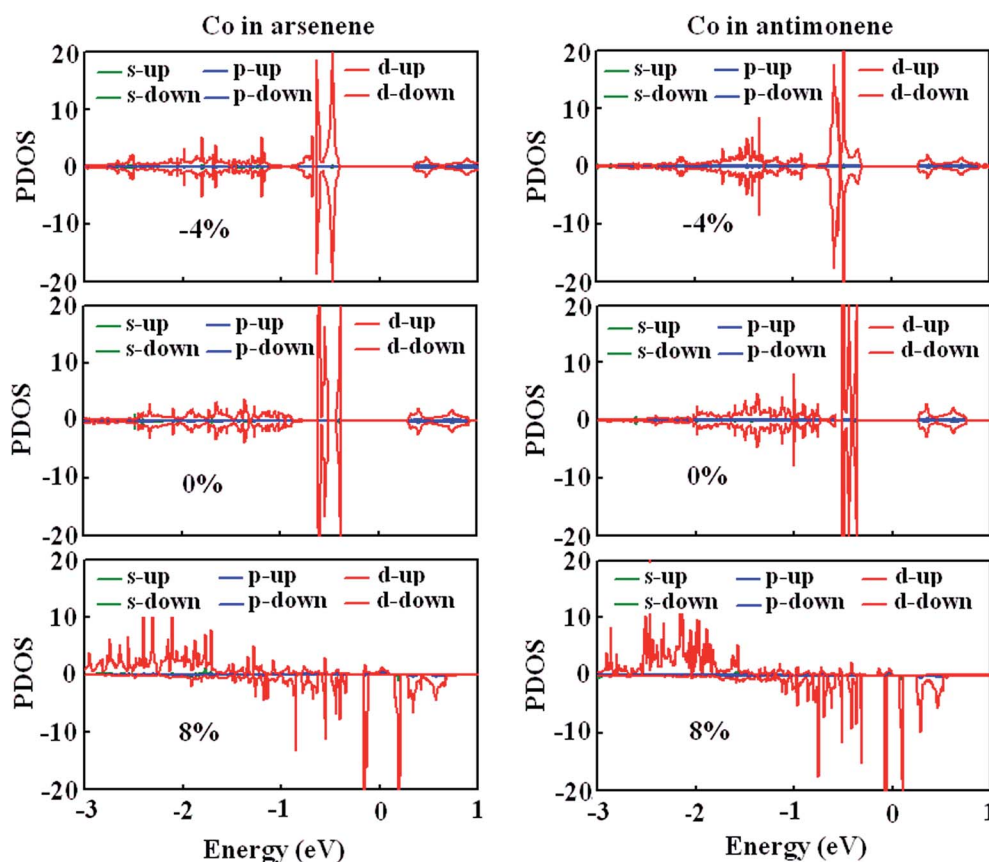 Co in arsenene
20
10
0
-10
-20
PDOS
s-up p-up d-up
s-down p-down d-down
-4%
Co in antimonene
20
10
0
-10
-20
PDOS
s-up p-up d-up
s-down p-down d-down
-4%
20
10
0
-10
-20
PDOS
s-up p-up d-up
s-down p-down d-down
0%
20
10
0
-10
-20
PDOS
s-up p-up d-up
s-down p-down d-down
0%
20
10
0
-10
-20
PDOS
s-up p-up d-up
s-down p-down d-down
8%
-3 -2 -1 0 1
Energy (eV)
20
10
0
-10
-20
PDOS
s-up p-up d-up
s-down p-down d-down
8%
-3 -2 -1 0 1
Energy (eV)